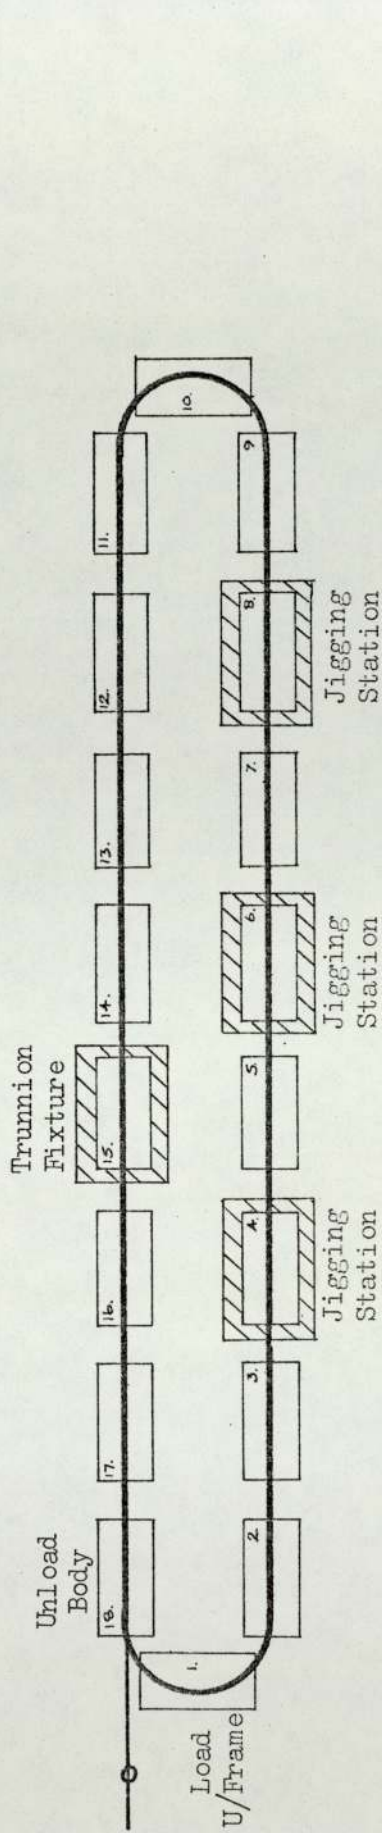 Unload
Body
Trunnion
Fixture
18.
17.
16.
15.
14.
13.
12.
11.
10.
1.
2.
3.
4.
5.
6.
7.
8.
9
Load
U/Frame
Jigging
Station
Jigging
Station
Jigging
Station